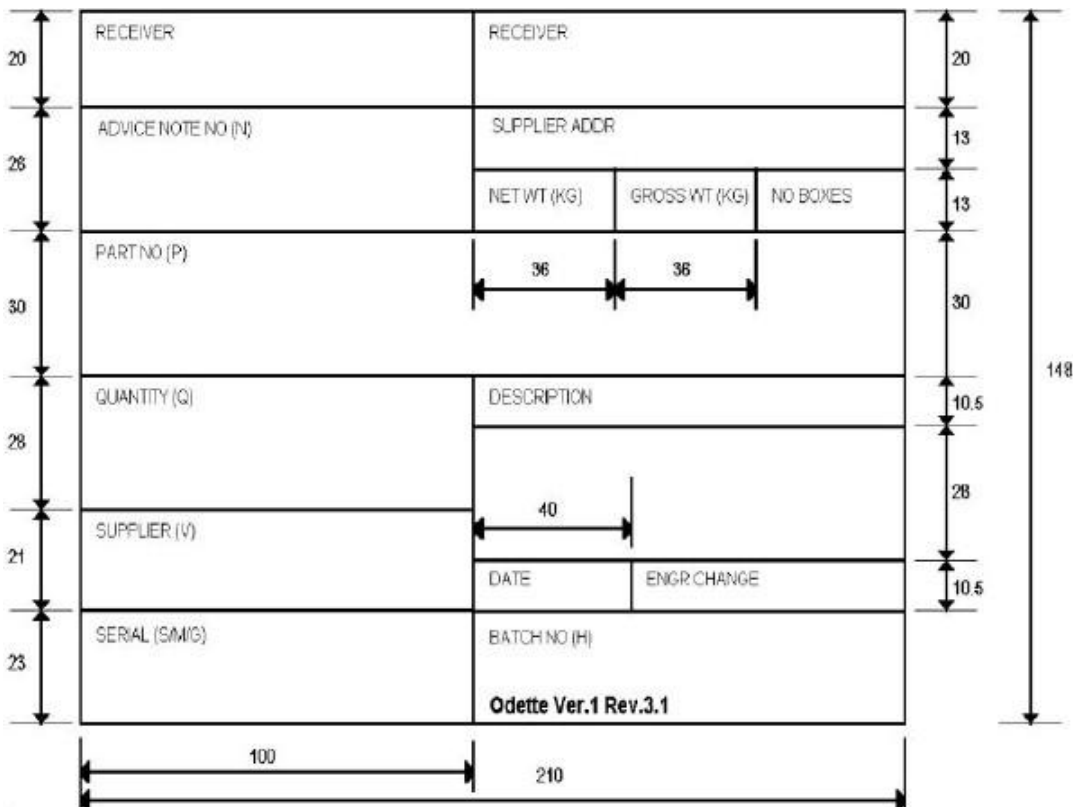 RECEIVER RECEIVER
20 20
ADVICE NOTE NO (N) SUPPLIER ADDR
26 13
NET WT (KG) GROSS WT (KG) NO BOXES
13
PART NO (P)
36 36
30 30
148
QUANTITY (Q) DESCRIPTION
10.5
28 28
40
SUPPLIER (V)
21
DATE ENGR CHANGE
10.5
SERIAL (S/M/G) BATCH NO (H)
23
Odette Ver.1 Rev.3.1
100 210